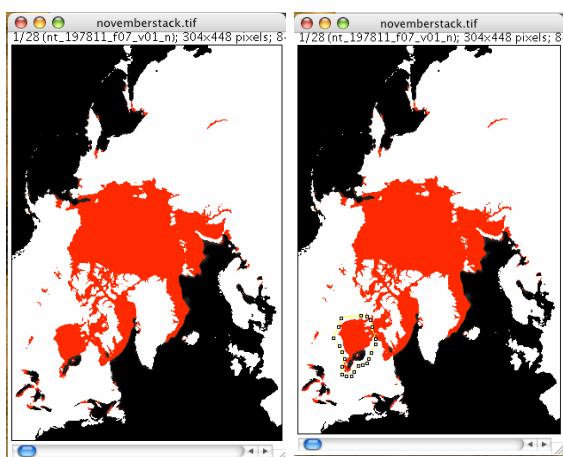 novemberstack.tif
1/28 (nt_197811_f07_v01_n); 304x448 pixels; 8-
novemberstack.tif
1/28 (nt_197811_f07_v01_n); 304x448 pixels; 8-